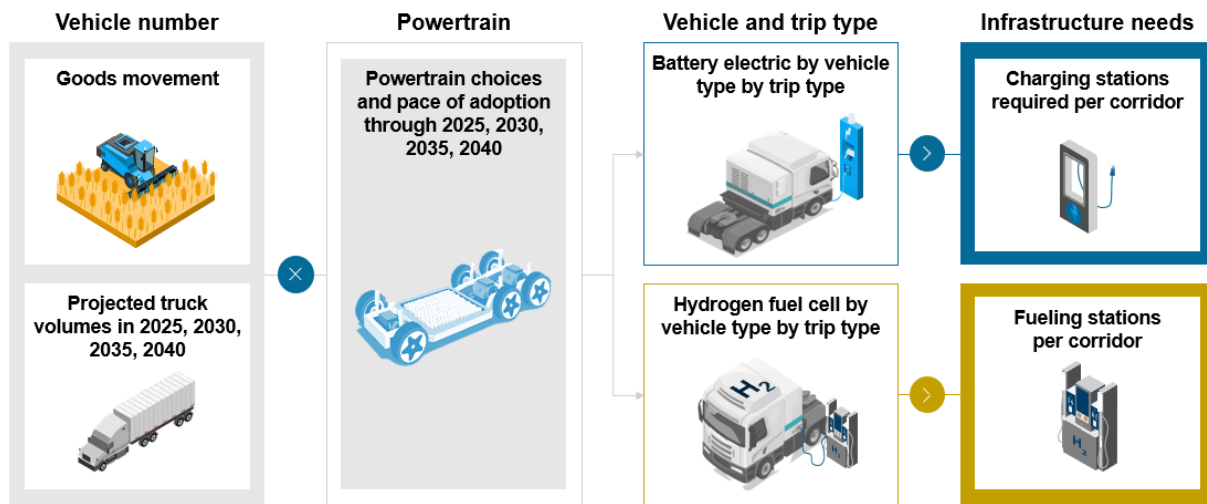 Vehicle number
Goods movement
Projected truck
volumes in 2025, 2030,
2035, 2040
Powertrain
Powertrain choices
and pace of adoption
through 2025, 2030,
2035, 2040
Vehicle and trip type
Battery electric by vehicle
type by trip type
Hydrogen fuel cell by
vehicle type by trip type
H2
H2
Infrastructure needs
Charging stations
required per corridor
Fueling stations
per corridor
H2